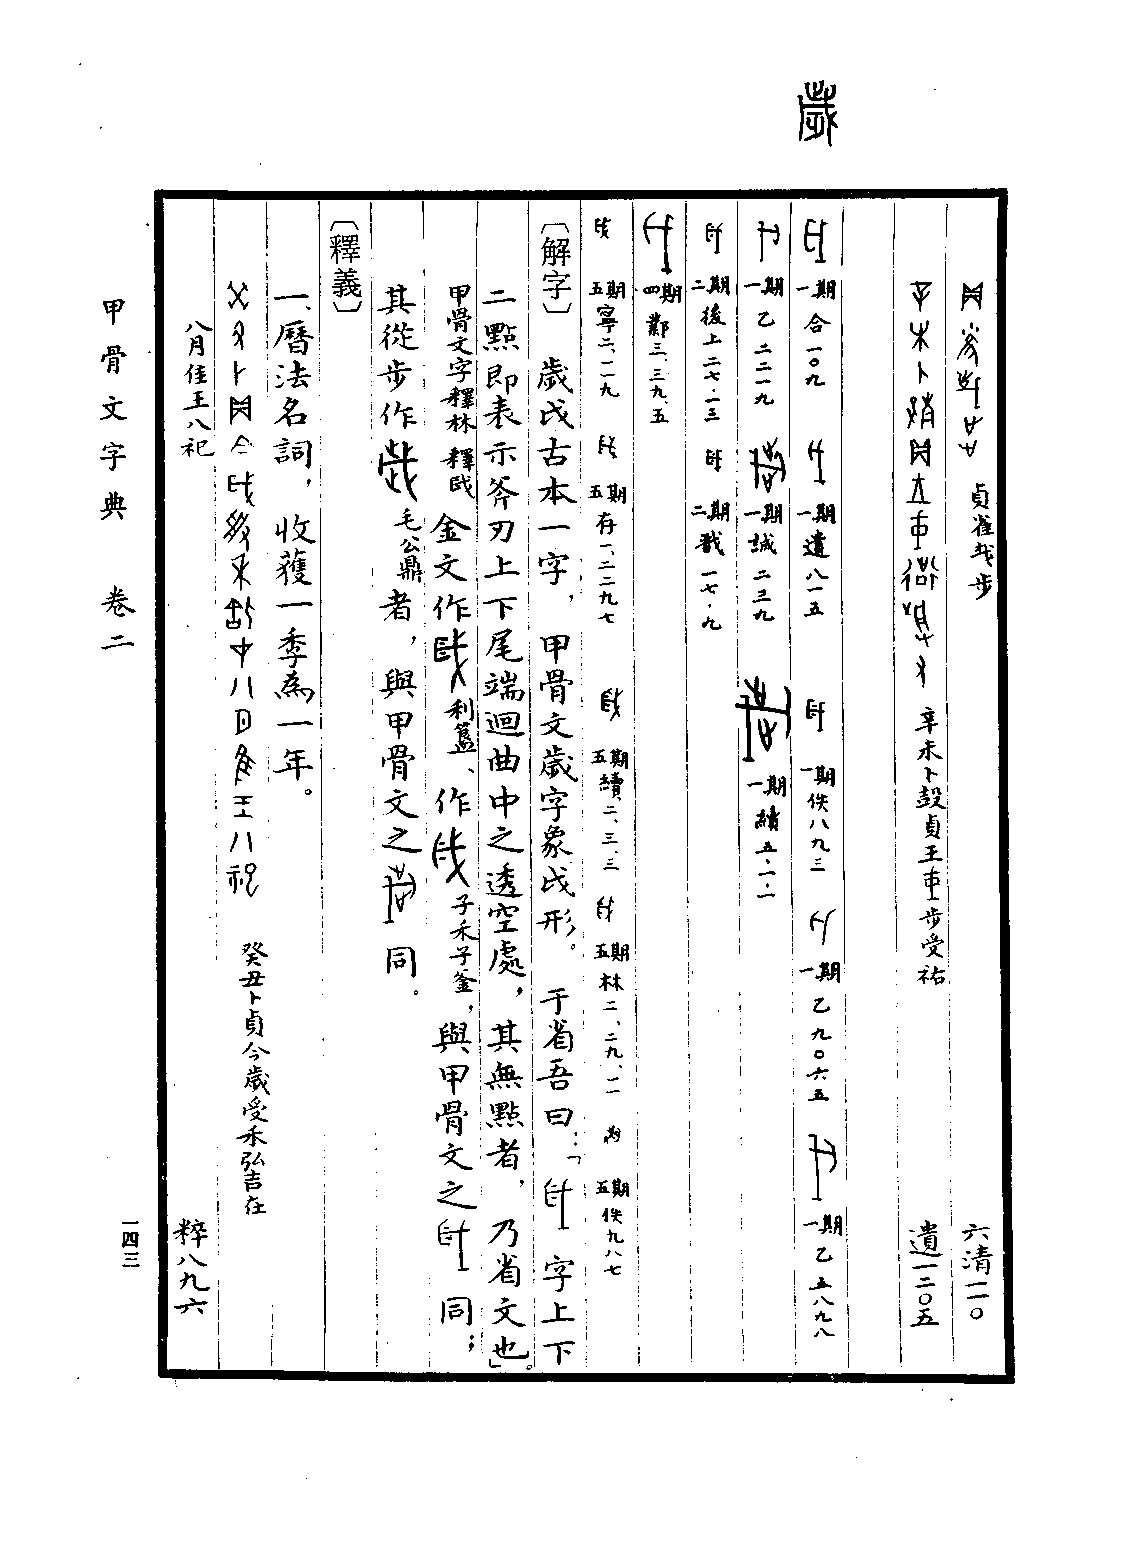 歲
貞雀𢦏步 六清一一〇
辛未卜㱿貞王叀步受祐 遺一二〇五
一期合一〇九 一期遺八一五 一期佚八九三 一期乙九〇六五 一期乙五八九八
一期乙二二一九 一期誠二三九 一期續五·一·一
二期後上二七·一三 二期戩一七·九
四期鄴三、三九、五
五期寧二、一一九 五期存一、二二九七 五期續、二、三、三 五期林二、二九、一一 五期佚九八七
〔解字〕歲戉古本一字,甲骨文歲字象戉形。于省吾曰:「字上下
二點即表示斧刃上下尾端迴曲中之透空處,其無點者,乃省文也」。
甲骨文字釋林 釋 金文作利簋、作子禾子釜,與甲骨文之同;
其從步作毛公鼎者,與甲骨文之同。
〔釋義〕
一、曆法名詞,收獲一季為一年。
癸丑卜貞今歲受禾弘吉在
八月隹王八祀 粹八九六
甲骨文字典 卷二
一四三